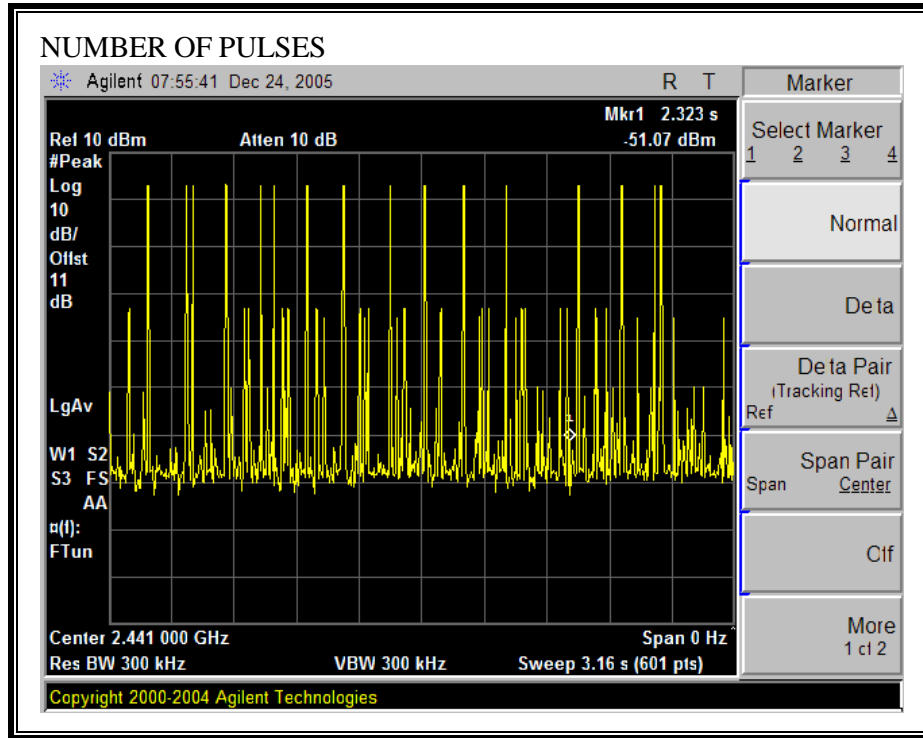 NUMBER OF PULSES
Agilent 07:55:41 Dec 24, 2005 R T
Mkr1 2.323 s
Ref 10 dBm Atten 10 dB -51.07 dBm
#Peak
Log
10
dB/
Offst
11
dB
LgAv
W1 S2
S3 FS
AA
¤(f):
FTun
1
Center 2.441 000 GHz Span 0 Hz
Res BW 300 kHz VBW 300 kHz Sweep 3.16 s (601 pts)
Copyright 2000-2004 Agilent Technologies
Marker
Select Marker
1 2 3 4
Normal
Delta
Delta Pair
(Tracking Ref)
Ref Δ
Span Pair
Span Center
Off
More
1 of 2